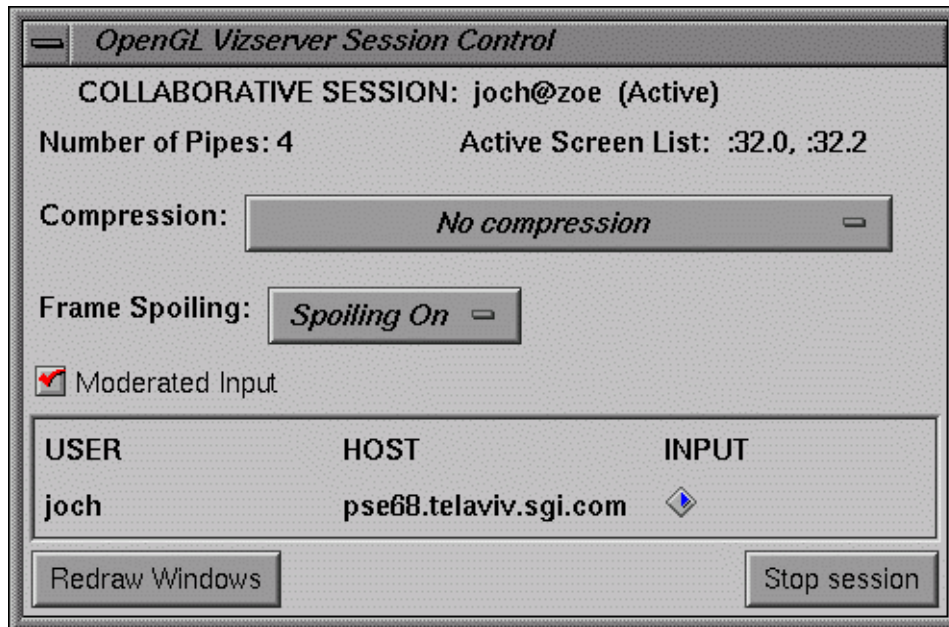 OpenGL Vizserver Session Control
COLLABORATIVE SESSION: joch@zoe (Active)
Number of Pipes: 4 Active Screen List: :32.0, :32.2
Compression: No compression
Frame Spoiling: Spoiling On
Moderated Input
USER HOST INPUT
joch pse68.telaviv.sgi.com
Redraw Windows Stop session